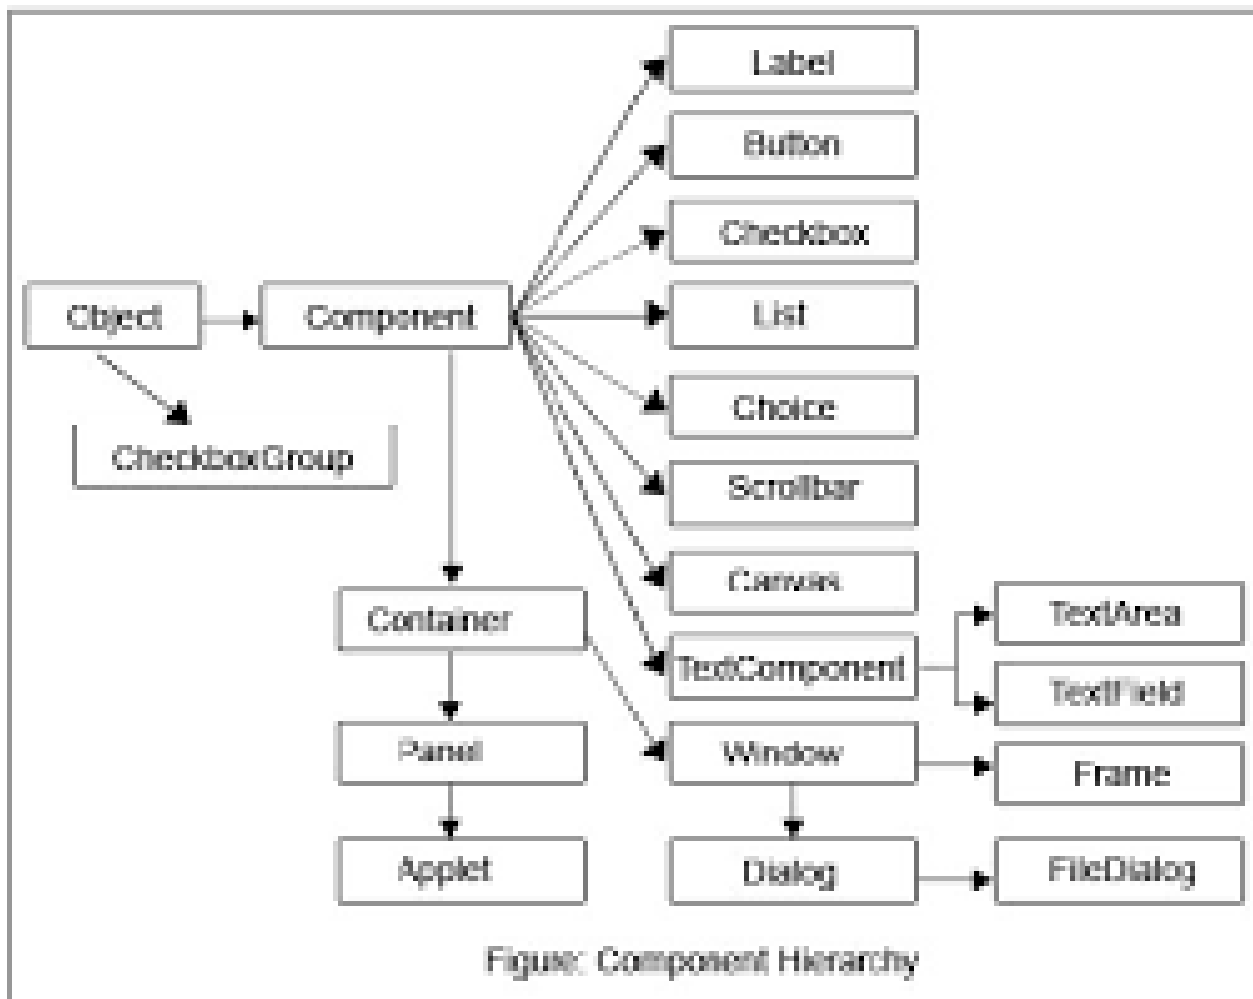 Label
Button
Checkbox
Object
Component
List
Choice
CheckboxGroup
Scrollbar
Canvas
Container
TextArea
TextComponent
TextField
Panel
Window
Frame
Applet
Dialog
FileDialog
Figure: Component Hierarchy